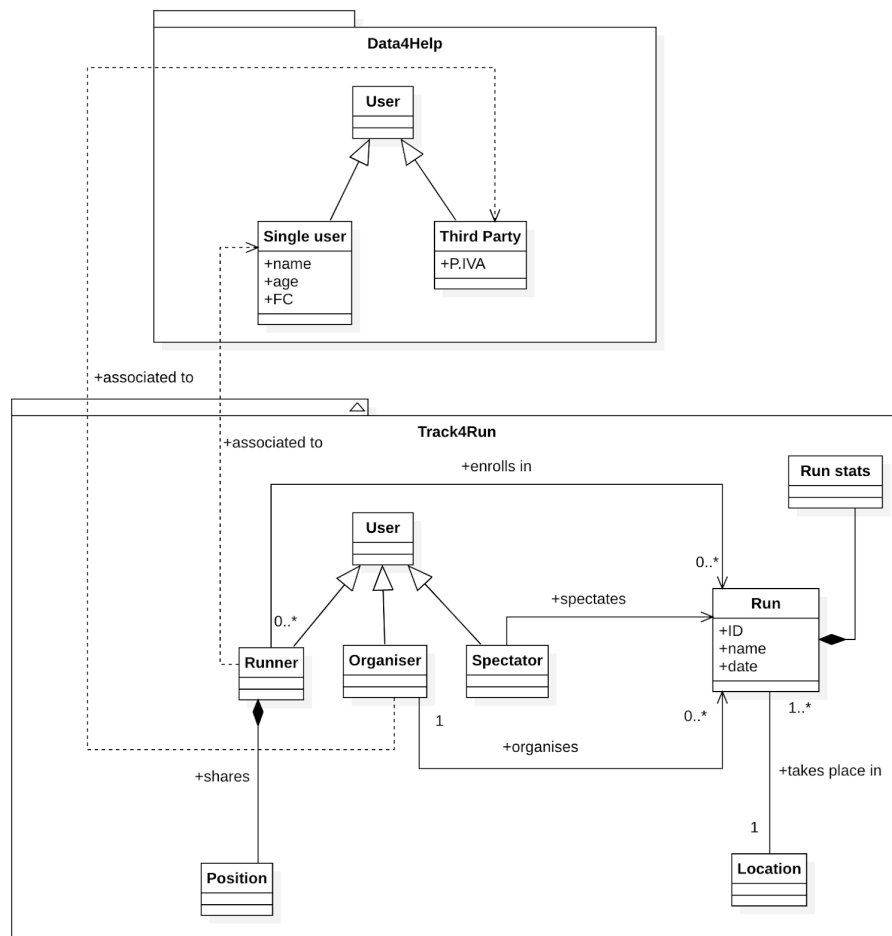 Data4Help
User
Single user
+name
+age
+FC
Third Party
+P.IVA
+associated to
+associated to
Track4Run
+enrolls in
Run stats
User
0..*
+spectates
Run
+ID
+name
+date
0..*
Runner
Organiser
Spectator
1
0..*
1..*
+organises
+shares
+takes place in
1
Position
Location